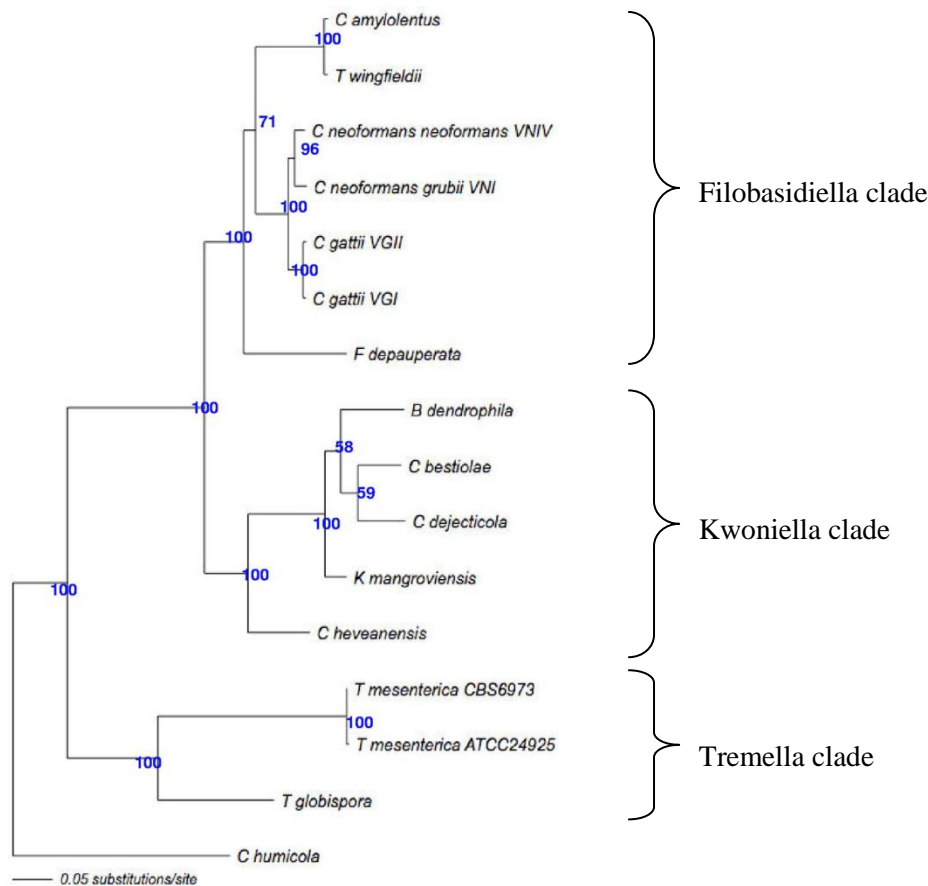 C amylolentus
100
T wingfieldii
71
C neoformans neoformans VNIV
96
C neoformans grubii VNI
Filobasidiella clade
100
100
C gattii VGII
100
C gattii VGI
F depauperata
100
B dendrophila
58
C bestiolae
59
C dejecticola
100
Kwoniella clade
K mangroviensis
100
100
C heveanensis
T mesenterica CBS6973
100
T mesenterica ATCC24925
Tremella clade
100
T globispora
C humicola
0.05 substitutions/site